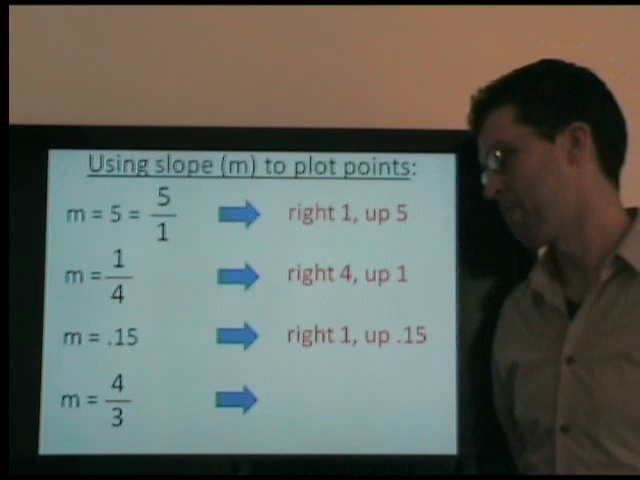 Using slope (m) to plot points:
m = 5 = 5/1 right 1, up 5
m = 1/4 right 4, up 1
m = .15 right 1, up .15
m = 4/3